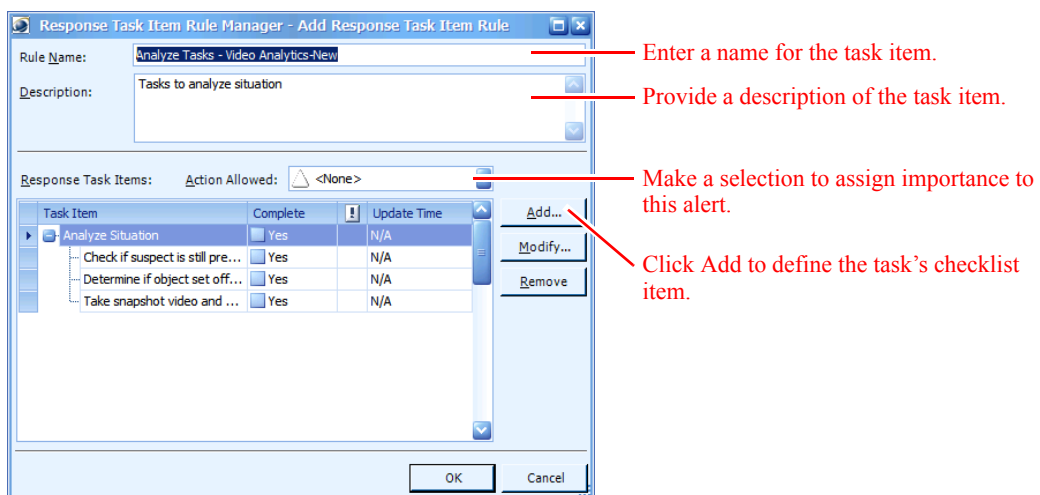 Response Task Item Rule Manager - Add Response Task Item Rule
Rule Name: Analyze Tasks - Video Analytics-New
Enter a name for the task item.
Description: Tasks to analyze situation
Provide a description of the task item.
Response Task Items: Action Allowed: <None>
Make a selection to assign importance to
this alert.
Task Item Complete ! Update Time
Add...
Analyze Situation Yes N/A
Check if suspect is still pre... Yes N/A
Modify...
Determine if object set off... Yes N/A
Remove
Take snapshot video and ... Yes N/A
Click Add to define the task’s checklist
item.
OK Cancel